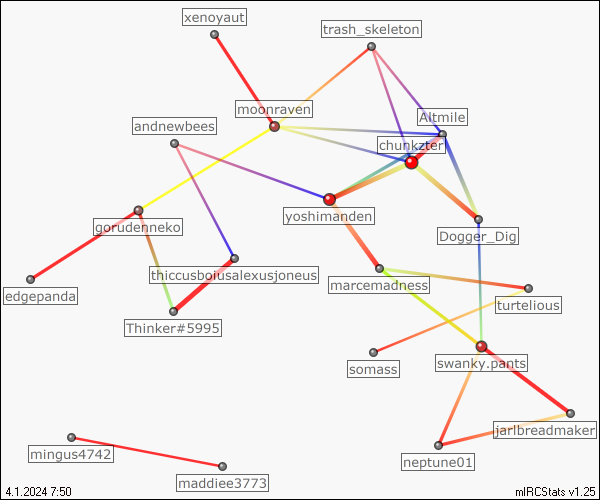 xenoyaut
trash_skeleton
moonraven
Altmile
andnewbees
chunkzter
yoshimanden
gorudenneko
Dogger_Dig
thiccusboiusalexusjoneus
marcemadness
edgepanda
turtelious
Thinker#5995
somass
swanky.pants
jarlbreadmaker
mingus4742
neptune01
maddiee3773
4.1.2024 7:50
mIRCStats v1.25